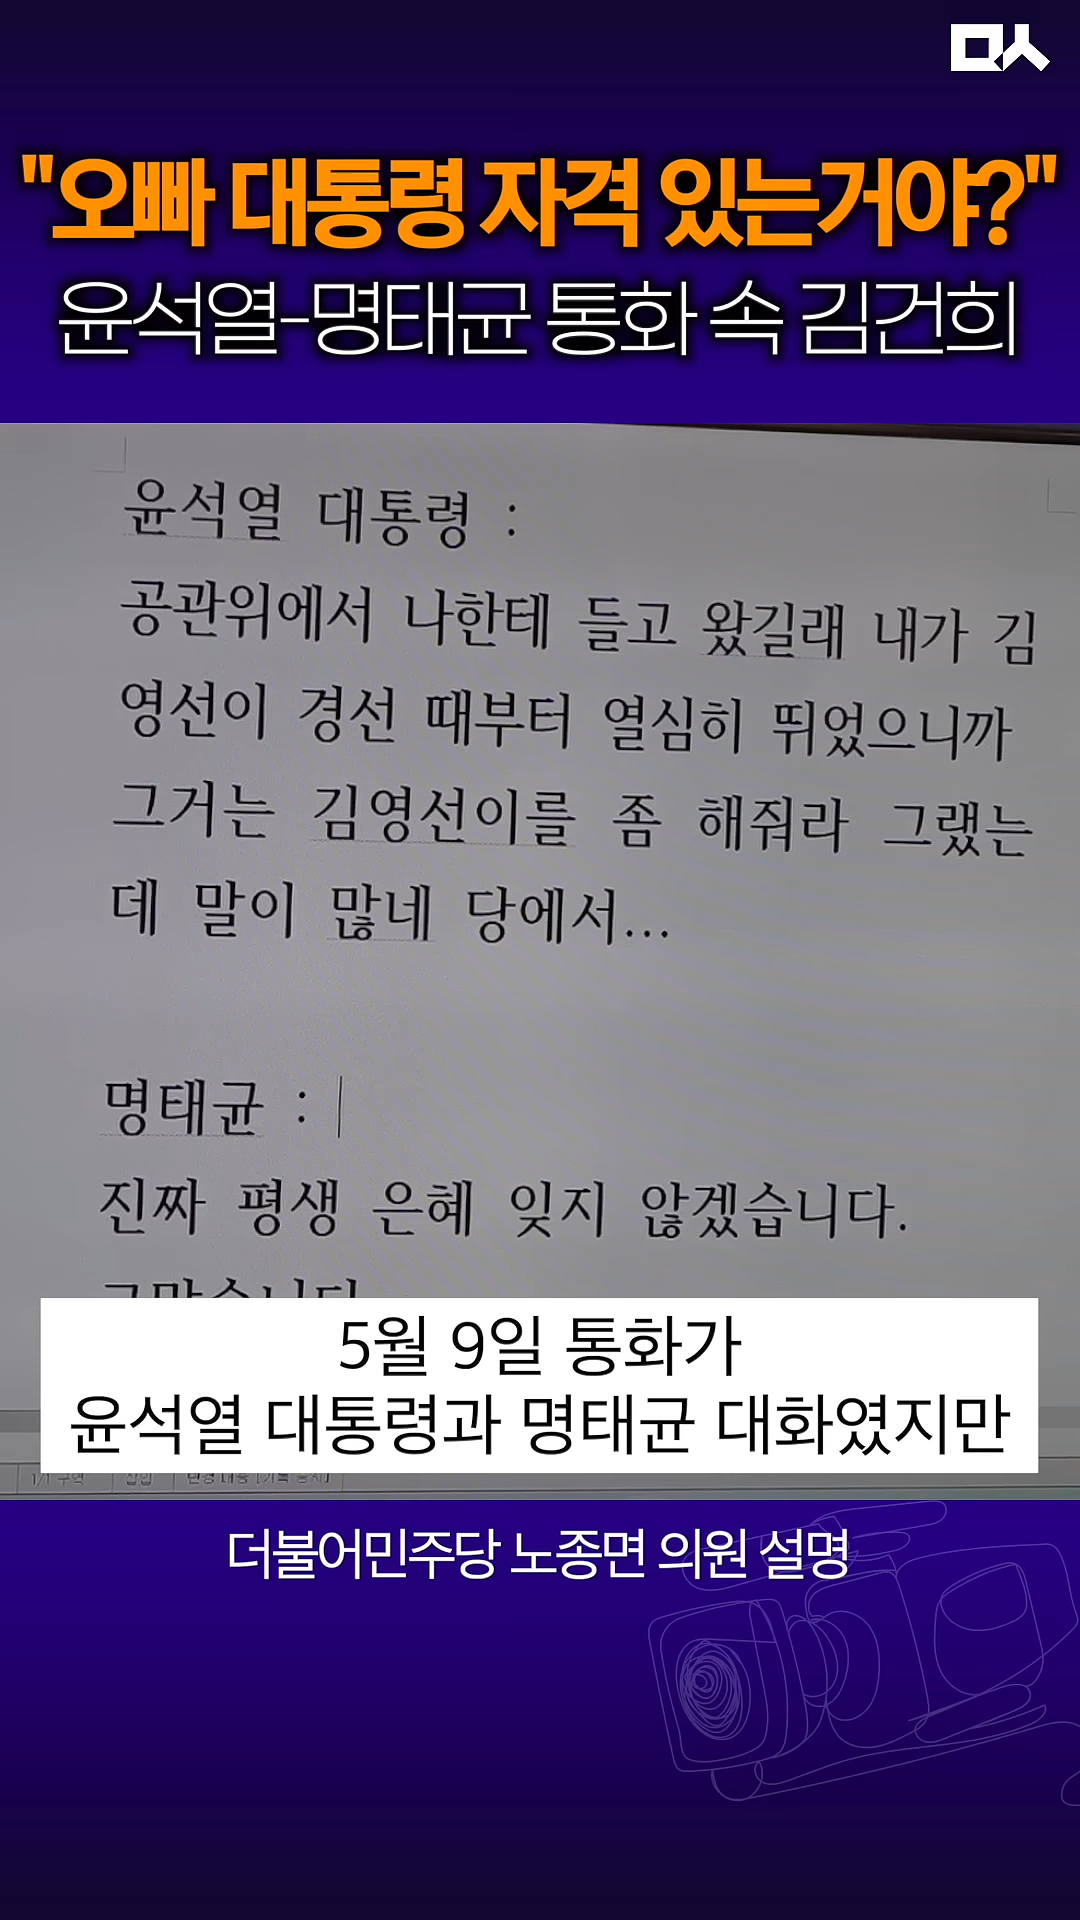 "오빠 대통령 자격 있는거야?"
윤석열-명태균 통화 속 김건희
윤석열 대통령 :
공관위에서 나한테 들고 왔길래 내가 김
영선이 경선 때부터 열심히 뛰었으니까
그거는 김영선이를 좀 해줘라 그랬는
데 말이 많네 당에서...
명태균 :
진짜 평생 은혜 잊지 않겠습니다.
5월 9일 통화가
윤석열 대통령과 명태균 대화였지만
더불어민주당 노종면 의원 설명